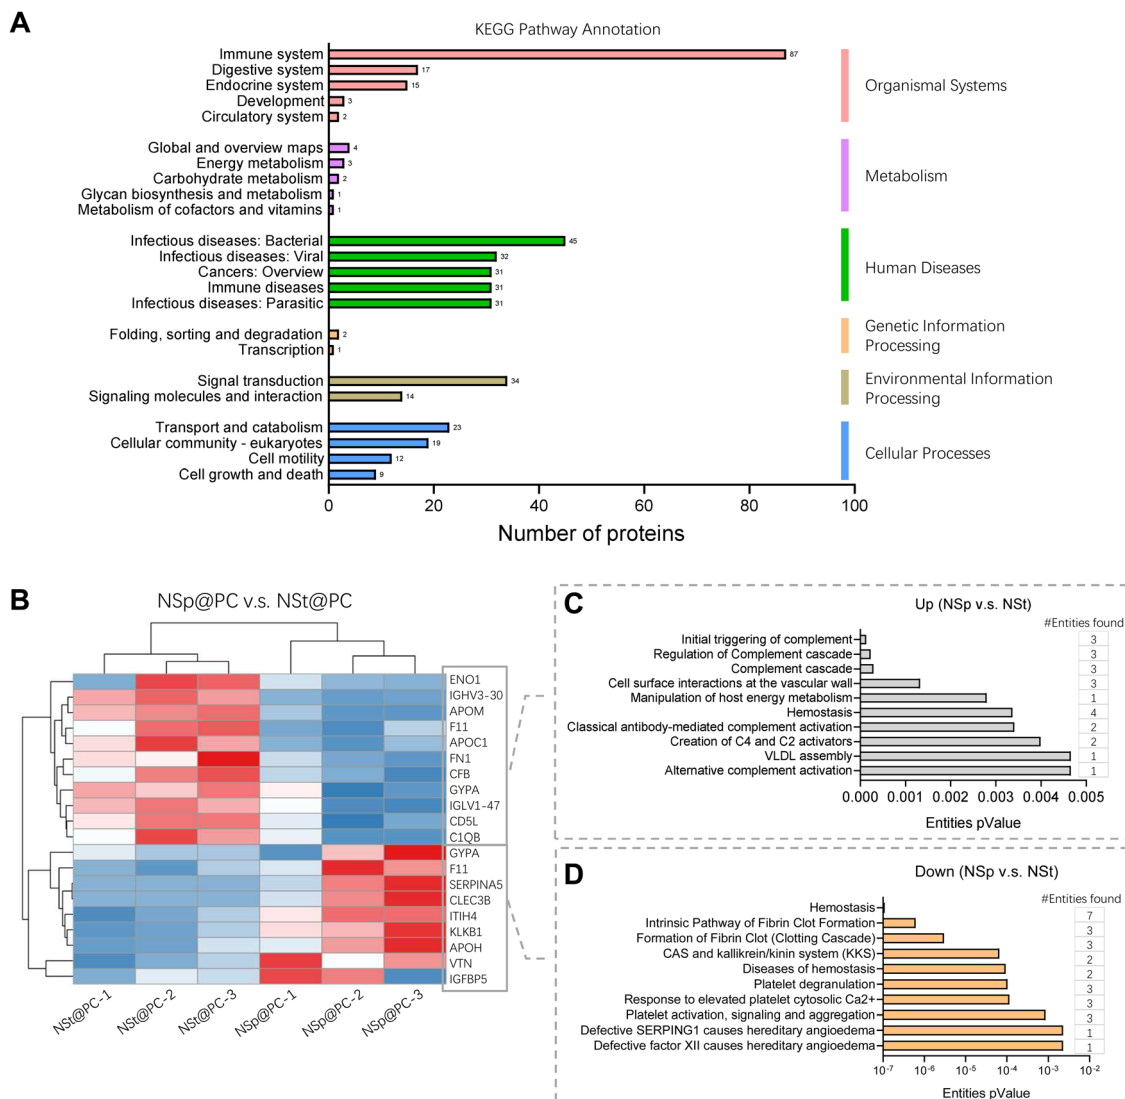 A
KEGG Pathway Annotation
Immune system 87
Digestive system 17
Endocrine system 15
Development 3
Circulatory system 2
Organismal Systems
Global and overview maps 4
Energy metabolism 3
Carbohydrate metabolism 2
Glycan biosynthesis and metabolism 1
Metabolism of cofactors and vitamins 1
Metabolism
Infectious diseases: Bacterial 45
Infectious diseases: Viral 32
Cancers: Overview 31
Immune diseases 31
Infectious diseases: Parasitic 31
Human Diseases
Folding, sorting and degradation 2
Transcription 1
Genetic Information
Processing
Signal transduction 34
Signaling molecules and interaction 14
Environmental Information
Processing
Transport and catabolism 23
Cellular community - eukaryotes 19
Cell motility 12
Cell growth and death 9
Cellular Processes
0 20 40 60 80 100
Number of proteins
B
NSp@PC v.s. NSt@PC
ENO1
IGHV3-30
APOM
F11
APOC1
FN1
CFB
GYPA
IGLV1-47
CD5L
C1QB
GYPA
F11
SERPINA5
CLEC3B
ITIH4
KLKB1
APOH
VTN
IGFBP5
NSt@PC-1
NSt@PC-2
NSt@PC-3
NSp@PC-1
NSp@PC-2
NSp@PC-3
C
Up (NSp v.s. NSt)
#Entities found
Initial triggering of complement 3
Regulation of Complement cascade 3
Complement cascade 3
Cell surface interactions at the vascular wall 3
Manipulation of host energy metabolism 1
Hemostasis 4
Classical antibody-mediated complement activation 2
Creation of C4 and C2 activators 2
VLDL assembly 1
Alternative complement activation 1
0.000 0.001 0.002 0.003 0.004 0.005
Entities pValue
D
Down (NSp v.s. NSt)
#Entities found
Hemostasis 7
Intrinsic Pathway of Fibrin Clot Formation 3
Formation of Fibrin Clot (Clotting Cascade) 3
CAS and kallikrein/kinin system (KKS) 2
Diseases of hemostasis 2
Platelet degranulation 3
Response to elevated platelet cytosolic Ca2+ 3
Platelet activation, signaling and aggregation 3
Defective SERPING1 causes hereditary angioedema 1
Defective factor XII causes hereditary angioedema 1
10-7 10-6 10-5 10-4 10-3 10-2
Entities pValue